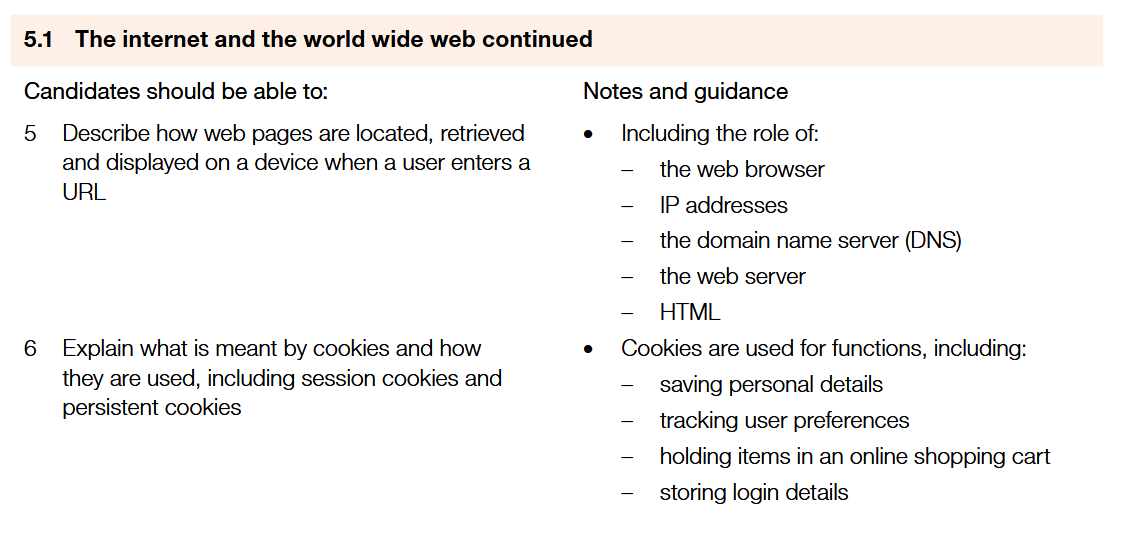 5.1 The internet and the world wide web continued
Candidates should be able to:
Notes and guidance
5 Describe how web pages are located, retrieved
and displayed on a device when a user enters a
URL
• Including the role of:
– the web browser
– IP addresses
– the domain name server (DNS)
– the web server
– HTML
6 Explain what is meant by cookies and how
they are used, including session cookies and
persistent cookies
• Cookies are used for functions, including:
– saving personal details
– tracking user preferences
– holding items in an online shopping cart
– storing login details